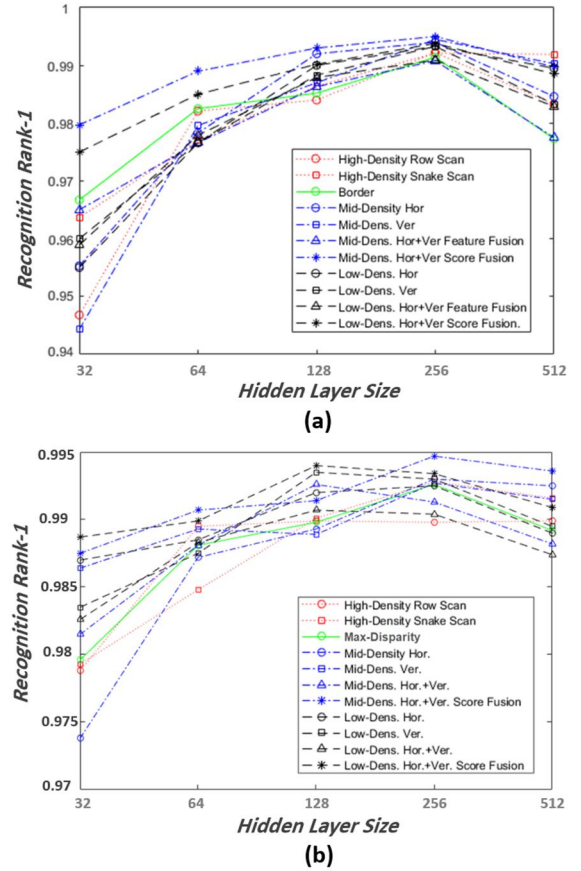 1
0.99
0.98
0.97
0.96
0.95
0.94
Recognition Rank-1
High-Density Row Scan
High-Density Snake Scan
Border
Mid-Density Hor
Mid-Dens. Ver
Mid-Dens. Hor+Ver Feature Fusion
Mid-Dens. Hor+Ver Score Fusion
Low-Dens. Hor
Low-Dens. Ver
Low-Dens. Hor+Ver Feature Fusion
Low-Dens. Hor+Ver Score Fusion.
32 64 128 256 512
Hidden Layer Size
(a)
0.995
0.99
0.985
0.98
0.975
0.97
Recognition Rank-1
High-Density Row Scan
High-Density Snake Scan
Max-Disparity
Mid-Density Hor.
Mid-Dens. Ver.
Mid-Dens. Hor.+Ver.
Mid-Dens. Hor.+Ver. Score Fusion
Low-Dens. Hor.
Low-Dens. Ver.
Low-Dens. Hor.+Ver.
Low-Dens. Hor.+Ver. Score Fusion
32 64 128 256 512
Hidden Layer Size
(b)